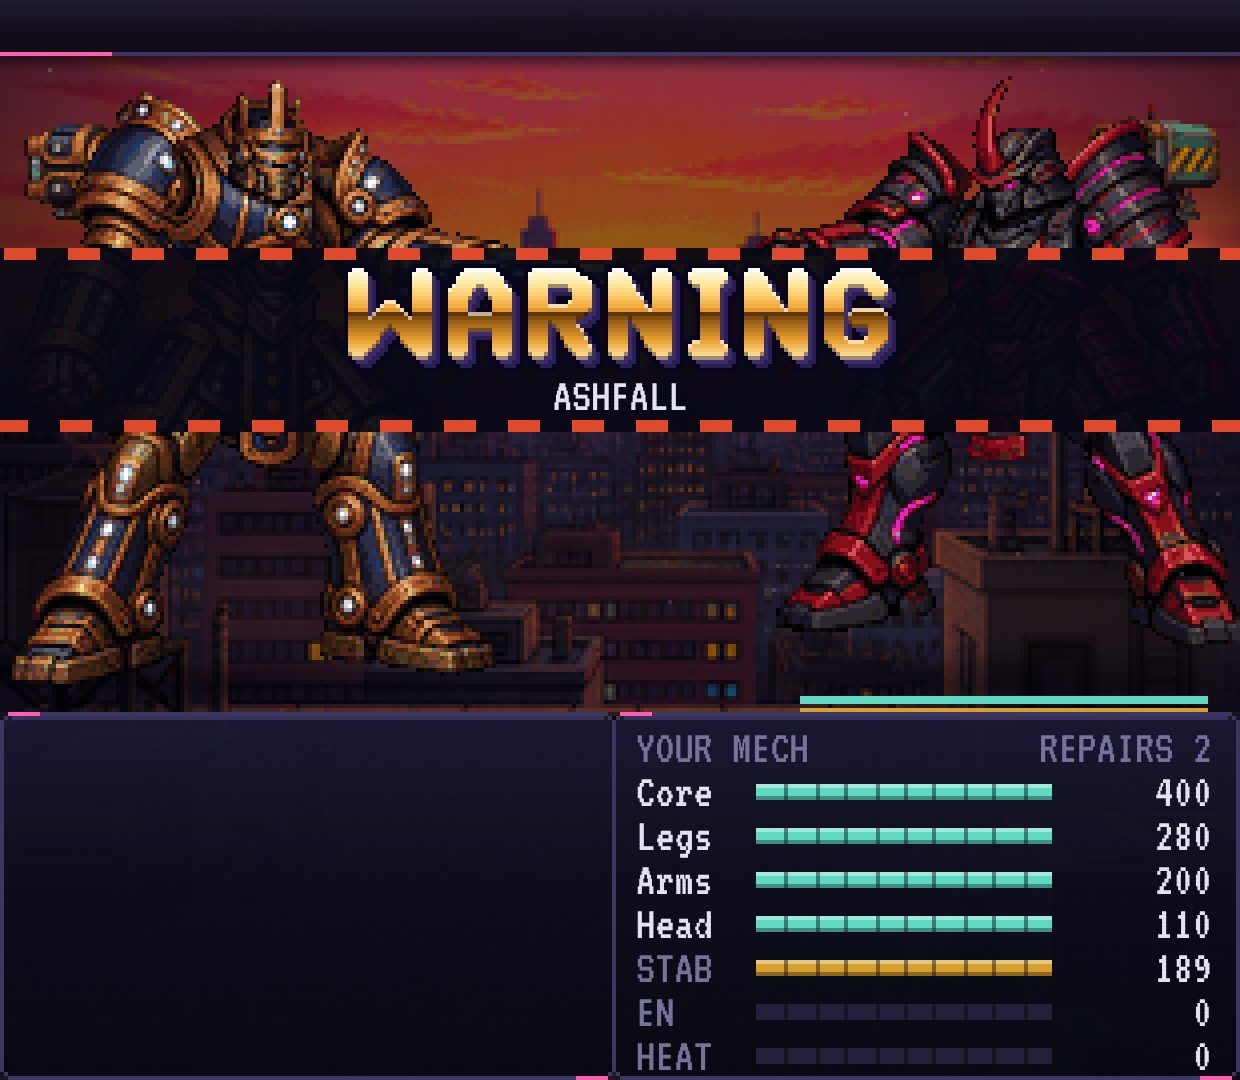 WARNING
ASHFALL
YOUR MECH REPAIRS 2
Core 400
Legs 280
Arms 200
Head 110
STAB 189
EN 0
HEAT 0